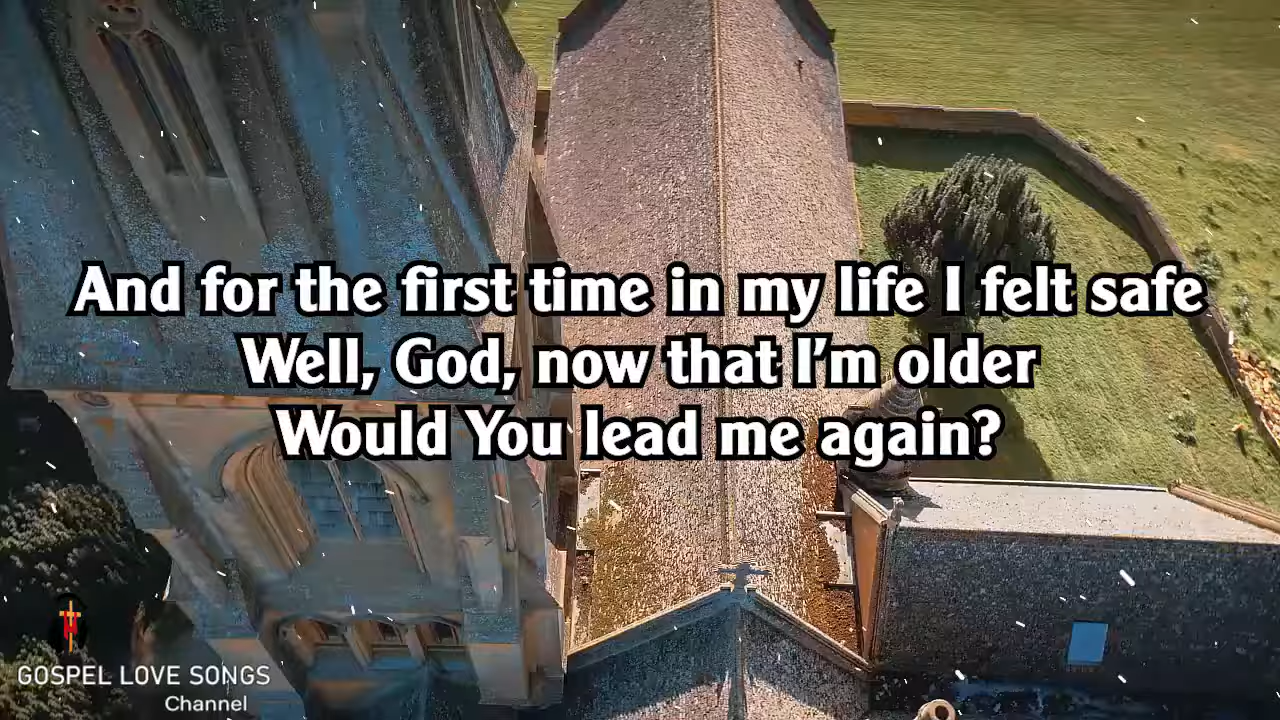 And for the first time in my life I felt safe
Well, God, now that I'm older
Would You lead me again?
GOSPEL LOVE SONGS
Channel